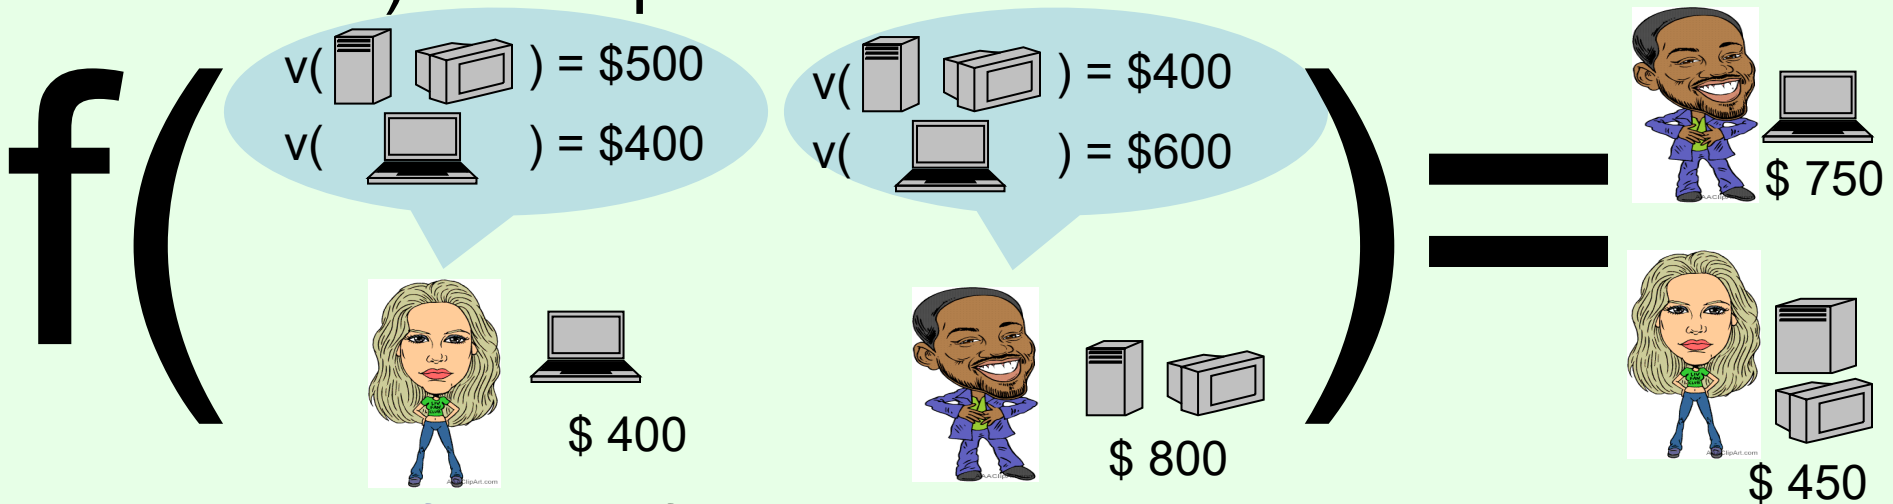 f(
v( ) = $500
v( ) = $400
v( ) = $400
v( ) = $600
)
=
$ 400
$ 800
$ 750
$ 450